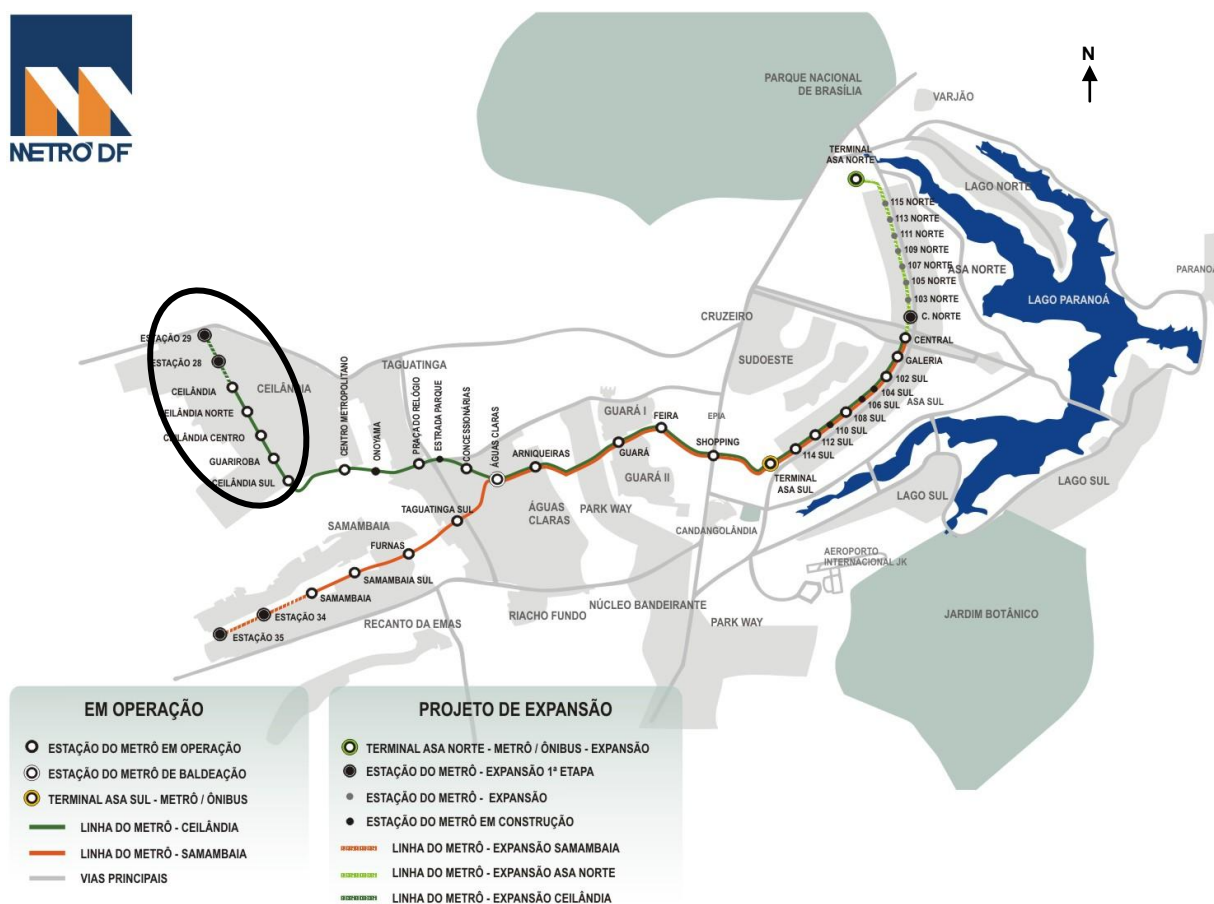 METRÔ DF
N
PARQUE NACIONAL
DE BRASÍLIA
VARJÃO
TERMINAL
ASA NORTE
LAGO NORTE
115 NORTE
113 NORTE
111 NORTE
109 NORTE
107 NORTE
105 NORTE
103 NORTE
C. NORTE
ASA NORTE
PARANOÁ
LAGO PARANOÁ
CRUZEIRO
CENTRAL
GALERIA
SUDOESTE
102 SUL
104 SUL
106 SUL
108 SUL
110 SUL
112 SUL
114 SUL
ASA SUL
TERMINAL
ASA SUL
ESTAÇÃO 29
ESTAÇÃO 28
CEILÂNDIA
CEILÂNDIA
CEILÂNDIA NORTE
CEILÂNDIA CENTRO
GUARIROBA
CEILÂNDIA SUL
TAGUATINGA
CENTRO METROPOLITANO
ONOYAMA
PRAÇA DO RELÓGIO
ESTRADA PARQUE
CONCESSIONÁRIAS
ÁGUAS CLARAS
ARNIQUEIRAS
GUARÁ I
GUARÁ
FEIRA
EPIA
SHOPPING
GUARÁ II
ÁGUAS
CLARAS
PARK WAY
CANDANGOLÂNDIA
LAGO SUL
LAGO SUL
AEROPORTO
INTERNACIONAL JK
TAGUATINGA SUL
SAMAMBAIA
FURNAS
SAMAMBAIA SUL
SAMAMBAIA
ESTAÇÃO 34
ESTAÇÃO 35
RECANTO DA EMAS
RIACHO FUNDO
NÚCLEO BANDEIRANTE
PARK WAY
JARDIM BOTÂNICO
EM OPERAÇÃO
ESTAÇÃO DO METRÔ EM OPERAÇÃO
ESTAÇÃO DO METRÔ DE BALDEAÇÃO
TERMINAL ASA SUL - METRÔ / ÔNIBUS
LINHA DO METRÔ - CEILÂNDIA
LINHA DO METRÔ - SAMAMBAIA
VIAS PRINCIPAIS
PROJETO DE EXPANSÃO
TERMINAL ASA NORTE - METRÔ / ÔNIBUS - EXPANSÃO
ESTAÇÃO DO METRÔ - EXPANSÃO 1ª ETAPA
ESTAÇÃO DO METRÔ - EXPANSÃO
ESTAÇÃO DO METRÔ EM CONSTRUÇÃO
LINHA DO METRÔ - EXPANSÃO SAMAMBAIA
LINHA DO METRÔ - EXPANSÃO ASA NORTE
LINHA DO METRÔ - EXPANSÃO CEILÂNDIA